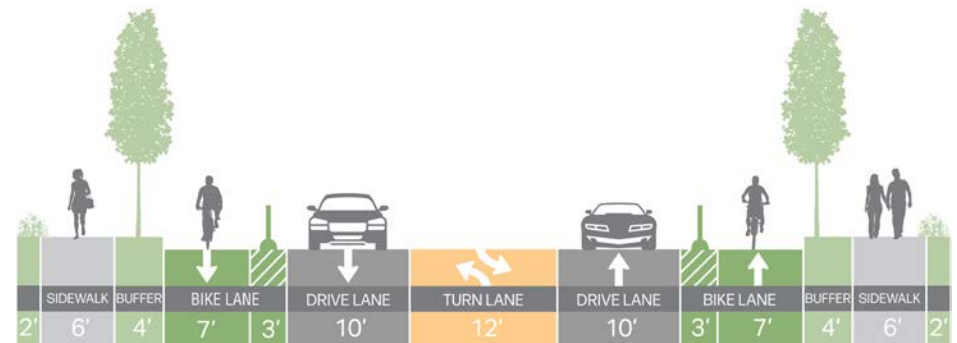 SIDEWALK BUFFER BIKE LANE DRIVE LANE TURN LANE DRIVE LANE BIKE LANE BUFFER SIDEWALK
2' 6' 4' 7' 3' 10' 12' 10' 3' 7' 4' 6' 2'